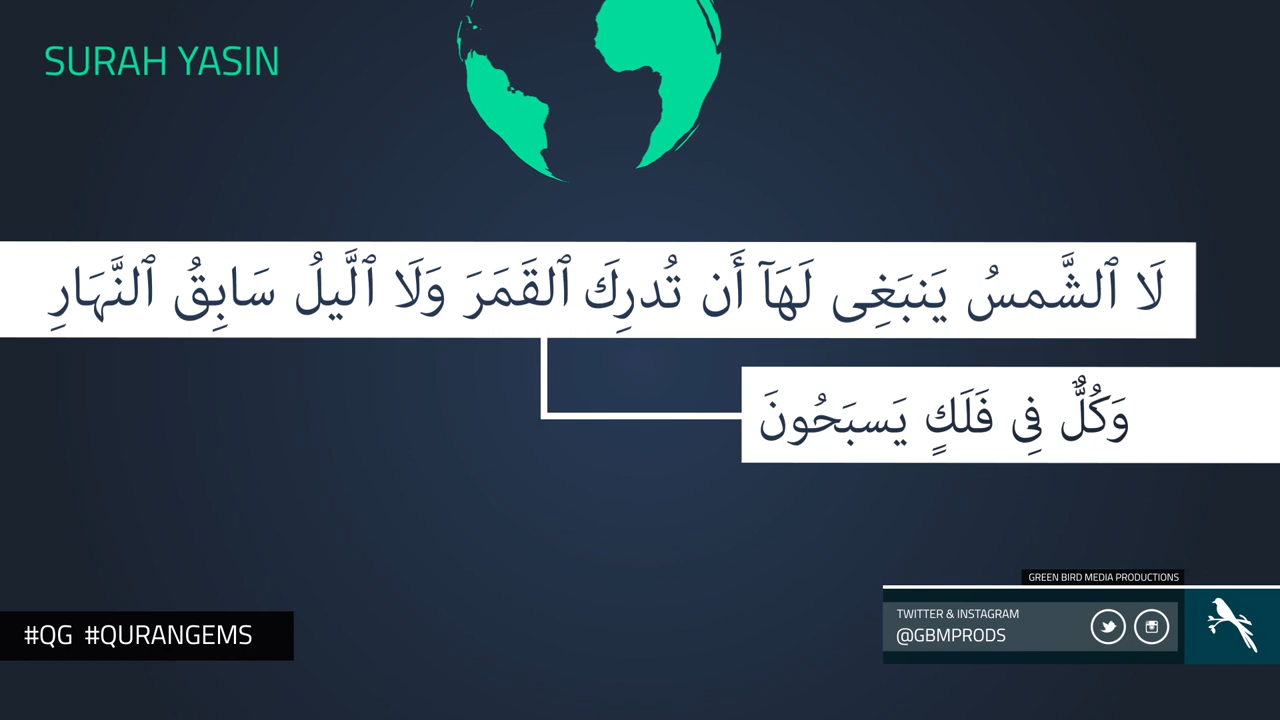 SURAH YASIN
لَا ٱلشَّمسُ يَنبَغِى لَهَآ أَن تُدرِكَ ٱلقَمَرَ وَلَا ٱلَّيلُ سَابِقُ ٱلنَّهَارِ
وَكُلٌّ فِى فَلَكٍ يَسبَحُونَ
GREEN BIRD MEDIA PRODUCTIONS
TWITTER & INSTAGRAM
@GBMPRODS
#QG #QURANGEMS